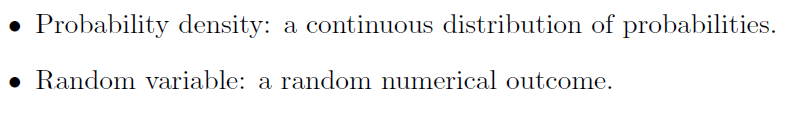 • Probability density: a continuous distribution of probabilities.
• Random variable: a random numerical outcome.